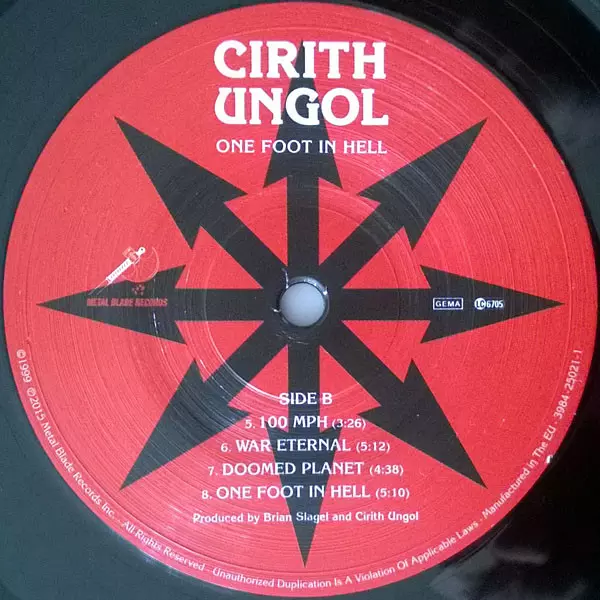 CIRITH
UNGOL
ONE FOOT IN HELL
METAL BLADE RECORDS
GEMA
LC 6705
SIDE B
5. 100 MPH (3:26)
6. WAR ETERNAL (5:12)
7. DOOMED PLANET (4:38)
8. ONE FOOT IN HELL (5:10)
Produced by Brian Slagel and Cirith Ungol
©1999 ℗2015 Metal Blade Records Inc. · All Rights Reserved · Unauthorized Duplication Is A Violation Of Applicable Laws · Manufactured in The EU · 3984-25021-1